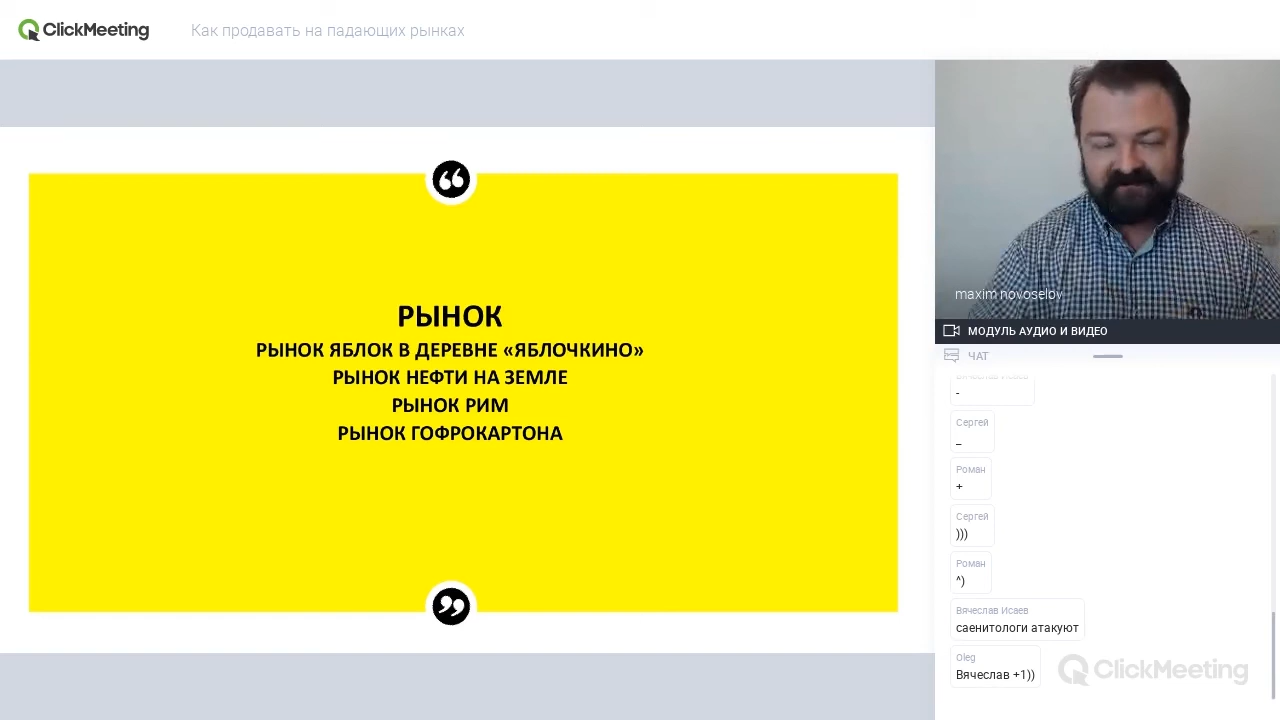 ClickMeeting
Как продавать на падающих рынках
РЫНОК
РЫНОК ЯБЛОК В ДЕРЕВНЕ «ЯБЛОЧКИНО»
РЫНОК НЕФТИ НА ЗЕМЛЕ
РЫНОК РИМ
РЫНОК ГОФРОКАРТОНА
maxim novoselov
МОДУЛЬ АУДИО И ВИДЕО
ЧАТ
-
Сергей
_
Роман
+
Сергей
)))
Роман
^)
Вячеслав Исаев
саенитологи атакуют
Oleg
Вячеслав +1))
ClickMeeting